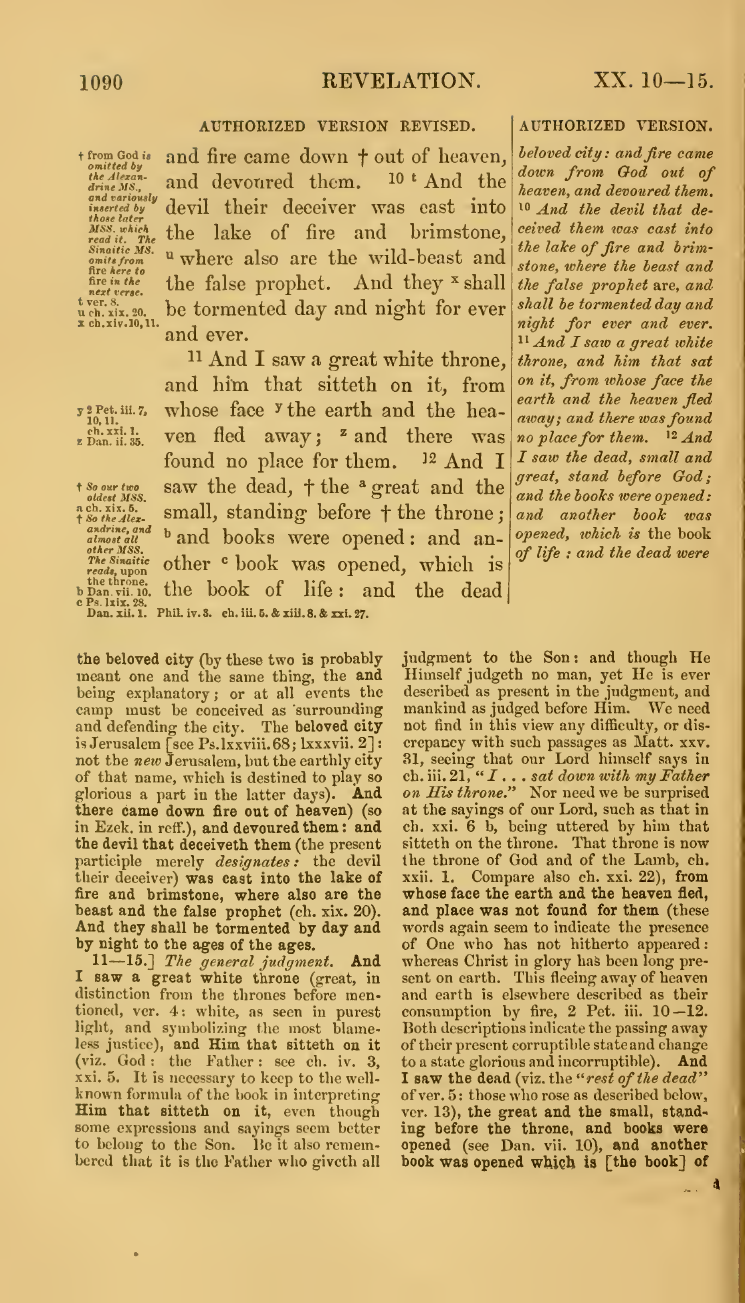 1090
REVELATION.
XX. 10—15.
AUTHORIZED VERSION REVISED.
† from God is
omitted by
the Alexan-
drine MS.,
and variously
inserted by
those later
MSS. which
read it. The
Sinaitic MS.
omits from
fire here to
fire in the
next verse.
t ver. 8.
u ch. xix. 20.
x ch.xiv.10,11.
y 2 Pet. iii. 7,
10, 11.
ch. xxi. 1.
z Dan. ii. 35.
† So our two
oldest MSS.
a ch. xix. 5.
† So the Alex-
andrine, and
almost all
other MSS.
The Sinaitic
reads, upon
the throne.
b Dan. vii. 10.
c Ps. lxix. 28.
Dan. xii. 1. Phil. iv. 3. ch. iii. 5. & xiii. 8. & xxi. 27.
and fire came down † out of heaven,
and devoured them. 10 t And the
devil their deceiver was cast into
the lake of fire and brimstone,
u where also are the wild-beast and
the false prophet. And they x shall
be tormented day and night for ever
and ever.
11 And I saw a great white throne,
and him that sitteth on it, from
whose face y the earth and the hea-
ven fled away; z and there was
found no place for them. 12 And I
saw the dead, † the a great and the
small, standing before † the throne;
b and books were opened: and an-
other c book was opened, which is
the book of life: and the dead
AUTHORIZED VERSION.
beloved city: and fire came
down from God out of
heaven, and devoured them.
10 And the devil that de-
ceived them was cast into
the lake of fire and brim-
stone, where the beast and
the false prophet are, and
shall be tormented day and
night for ever and ever.
11 And I saw a great white
throne, and him that sat
on it, from whose face the
earth and the heaven fled
away; and there was found
no place for them. 12 And
I saw the dead, small and
great, stand before God;
and the books were opened:
and another book was
opened, which is the book
of life: and the dead were
the beloved city (by these two is probably
meant one and the same thing, the and
being explanatory; or at all events the
camp must be conceived as surrounding
and defending the city. The beloved city
is Jerusalem [see Ps. lxxviii. 68; lxxxvii. 2]:
not the new Jerusalem, but the earthly city
of that name, which is destined to play so
glorious a part in the latter days). And
there came down fire out of heaven) (so
in Ezek. in reff.), and devoured them: and
the devil that deceiveth them (the present
participle merely designates: the devil
their deceiver) was cast into the lake of
fire and brimstone, where also are the
beast and the false prophet (ch. xix. 20).
And they shall be tormented by day and
by night to the ages of the ages.
11—15.] The general judgment. And
I saw a great white throne (great, in
distinction from the thrones before men-
tioned, ver. 4: white, as seen in purest
light, and symbolizing the most blame-
less justice), and Him that sitteth on it
(viz. God: the Father: see ch. iv. 3,
xxi. 5. It is necessary to keep to the well-
known formula of the book in interpreting
Him that sitteth on it, even though
some expressions and sayings seem better
to belong to the Son. Be it also remem-
bered that it is the Father who giveth all
judgment to the Son: and though He
Himself judgeth no man, yet He is ever
described as present in the judgment, and
mankind as judged before Him. We need
not find in this view any difficulty, or dis-
crepancy with such passages as Matt. xxv.
31, seeing that our Lord himself says in
ch. iii. 21, "I . . . sat down with my Father
on His throne." Nor need we be surprised
at the sayings of our Lord, such as that in
ch. xxi. 6 b, being uttered by him that
sitteth on the throne. That throne is now
the throne of God and of the Lamb, ch.
xxii. 1. Compare also ch. xxi. 22), from
whose face the earth and the heaven fled,
and place was not found for them (these
words again seem to indicate the presence
of One who has not hitherto appeared:
whereas Christ in glory has been long pre-
sent on earth. This fleeing away of heaven
and earth is elsewhere described as their
consumption by fire, 2 Pet. iii. 10—12.
Both descriptions indicate the passing away
of their present corruptible state and change
to a state glorious and incorruptible). And
I saw the dead (viz. the "rest of the dead"
of ver. 5: those who rose as described below,
ver. 13), the great and the small, stand-
ing before the throne, and books were
opened (see Dan. vii. 10), and another
book was opened which is [the book] of